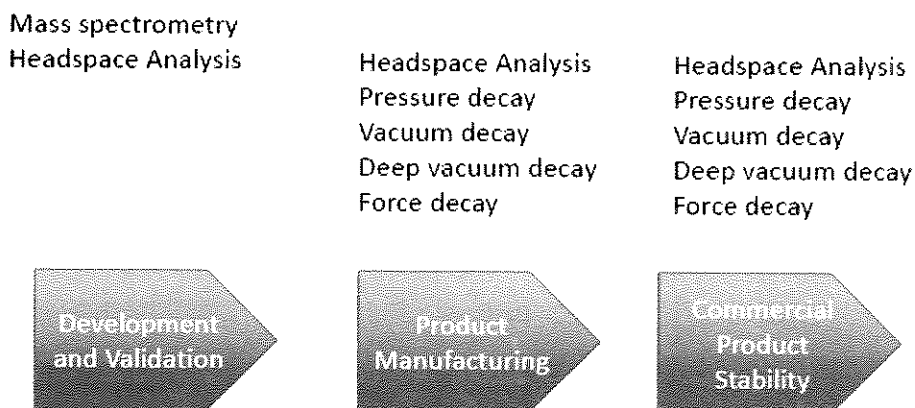 Mass spectrometry
Headspace Analysis
Headspace Analysis
Pressure decay
Vacuum decay
Deep vacuum decay
Force decay
Headspace Analysis
Pressure decay
Vacuum decay
Deep vacuum decay
Force decay
Development
and Validation
Product
Manufacturing
Commercial
Product
Stability